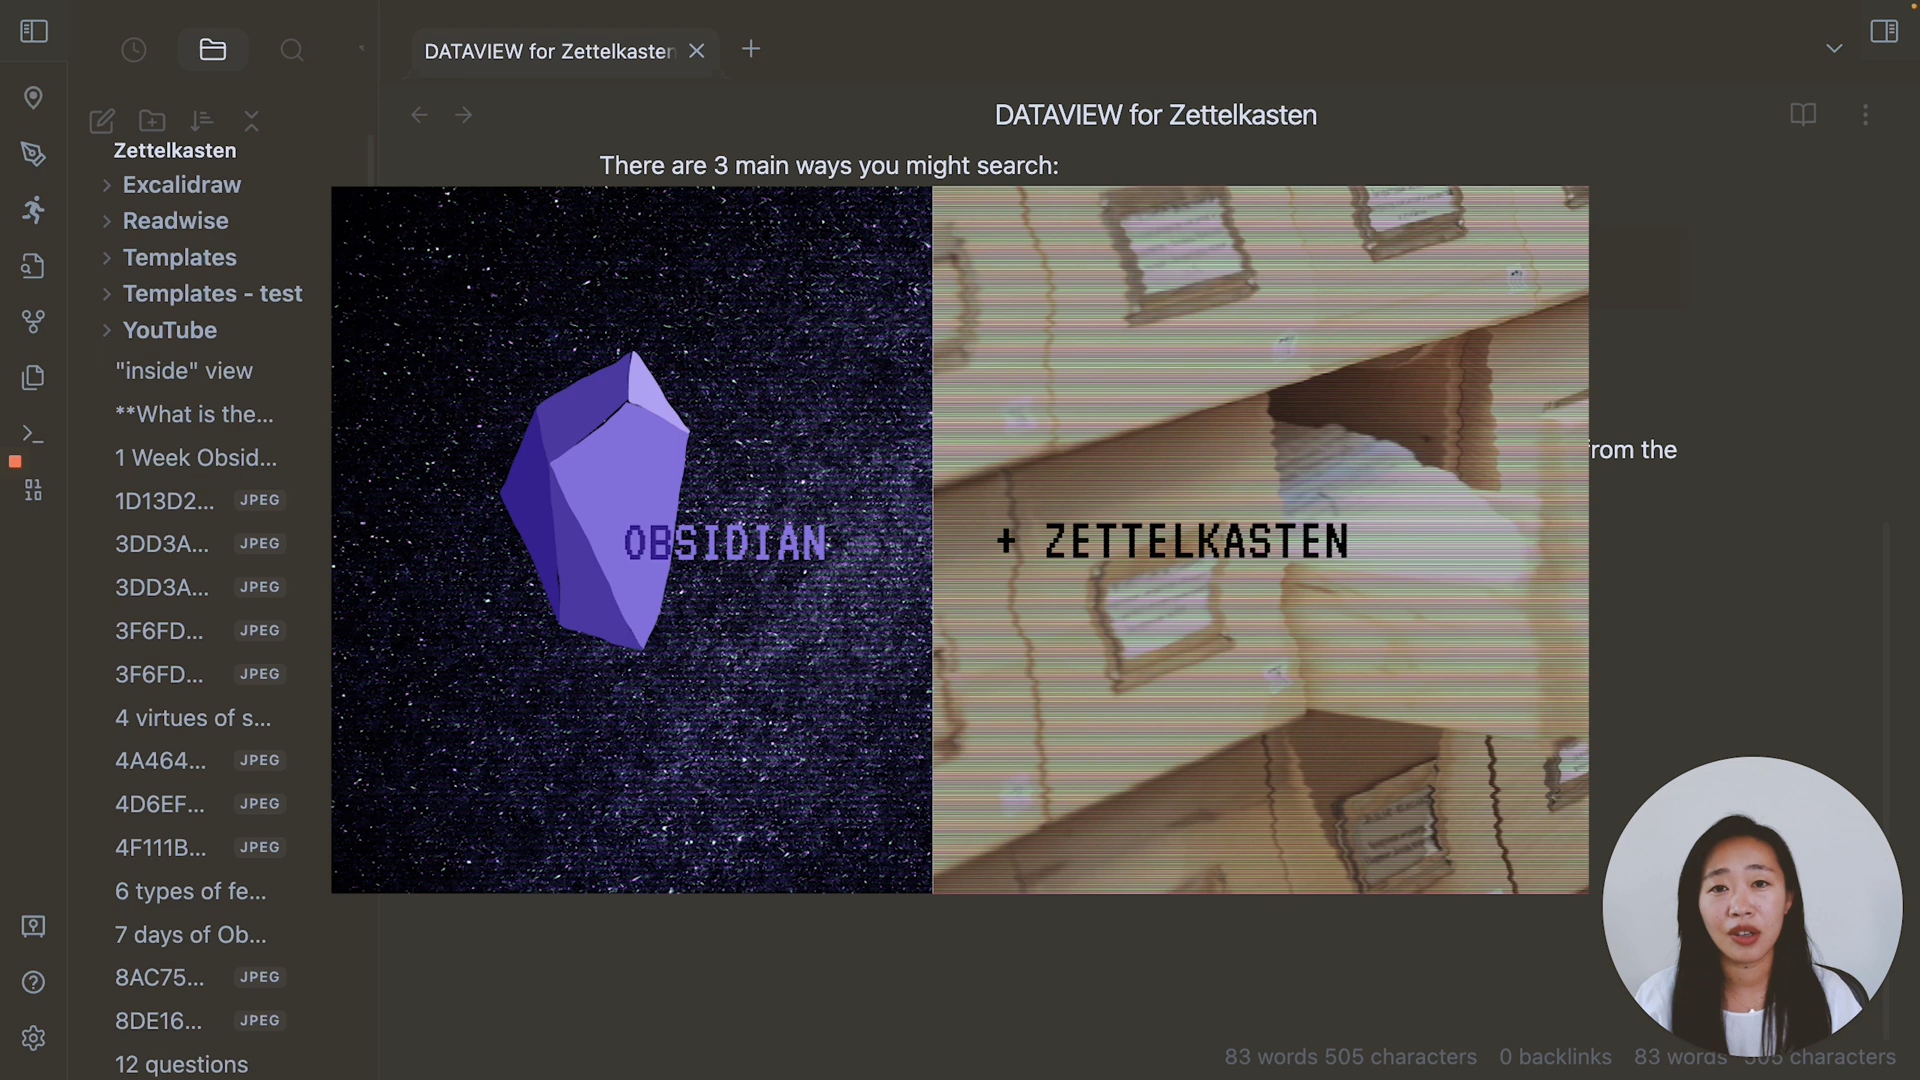 DATAVIEW for Zettelkasten
DATAVIEW for Zettelkasten
There are 3 main ways you might search:
from the
Zettelkasten
Excalidraw
Readwise
Templates
Templates - test
YouTube
"inside" view
**What is the...
1 Week Obsid...
1D13D2... JPEG
3DD3A... JPEG
3DD3A... JPEG
3F6FD... JPEG
3F6FD... JPEG
4 virtues of s...
4A464... JPEG
4D6EF... JPEG
4F111B... JPEG
6 types of fe...
7 days of Ob...
8AC75... JPEG
8DE16... JPEG
12 questions
OBSIDIAN
+ ZETTELKASTEN
83 words 505 characters 0 backlinks 83 words 505 characters